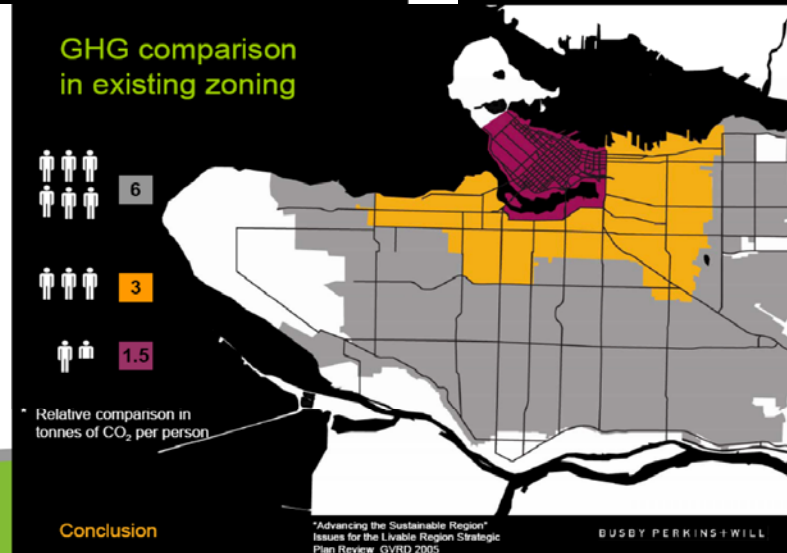 GHG comparison
in existing zoning
6
3
1.5
* Relative comparison in
tonnes of CO₂ per person
Conclusion
"Advancing the Sustainable Region"
Issues for the Livable Region Strategic
Plan Review GVRD 2005
BUSBY PERKINS+WILL